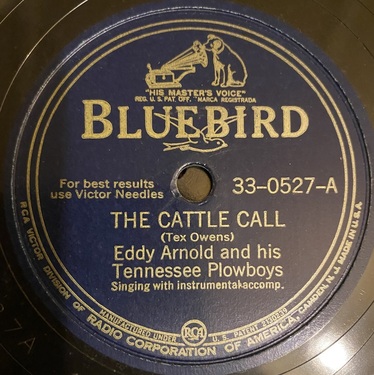 "HIS MASTER'S VOICE"
REG. U.S. PAT. OFF. "MARCA REGISTRADA
BLUEBIRD
For best results
use Victor Needles
33-0527-A
THE CATTLE CALL
(Tex Owens)
Eddy Arnold and his
Tennessee Plowboys
Singing with instrumental accomp.
MANUFACTURED UNDER RCA U.S. PATENT
RCA VICTOR DIVISION OF RADIO CORPORATION OF AMERICA, CAMDEN, N. J. MADE IN U.S.A.
27A